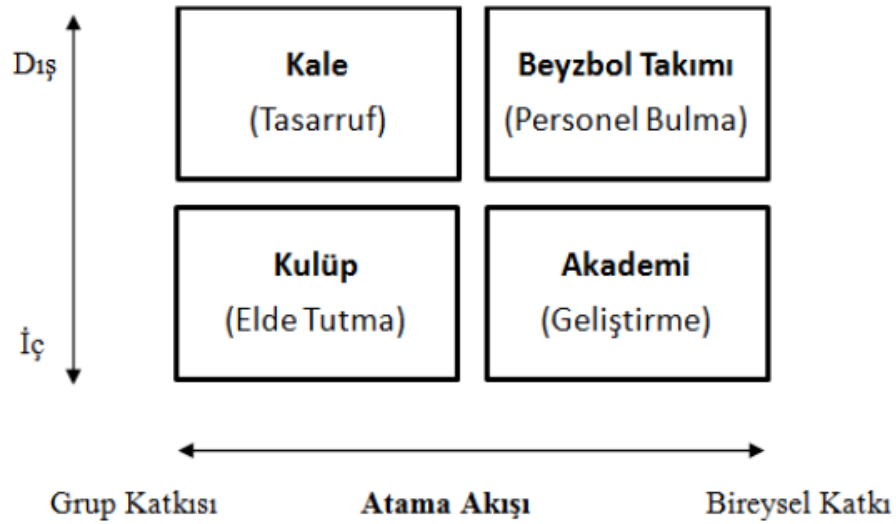 Dış
Kale
(Tasarruf)
Beyzbol Takımı
(Personel Bulma)
Kulüp
(Elde Tutma)
Akademi
(Geliştirme)
İç
Grup Katkısı
Atama Akışı
Bireysel Katkı